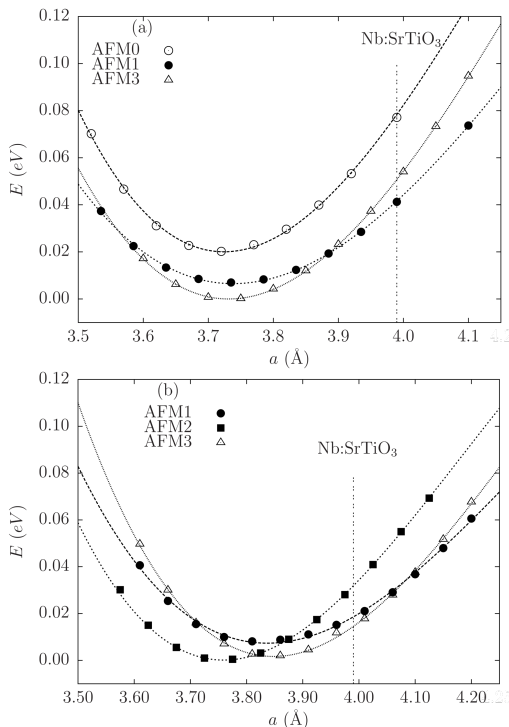 (a)
AFM0
AFM1
AFM3
Nb:SrTiO3
0.12
0.10
0.08
0.06
0.04
0.02
0.00
E (eV)
3.5 3.6 3.7 3.8 3.9 4.0 4.1
a (Å)
(b)
AFM1
AFM2
AFM3
Nb:SrTiO3
0.12
0.10
0.08
0.06
0.04
0.02
0.00
E (eV)
3.50 3.60 3.70 3.80 3.90 4.00 4.10 4.20
a (Å)